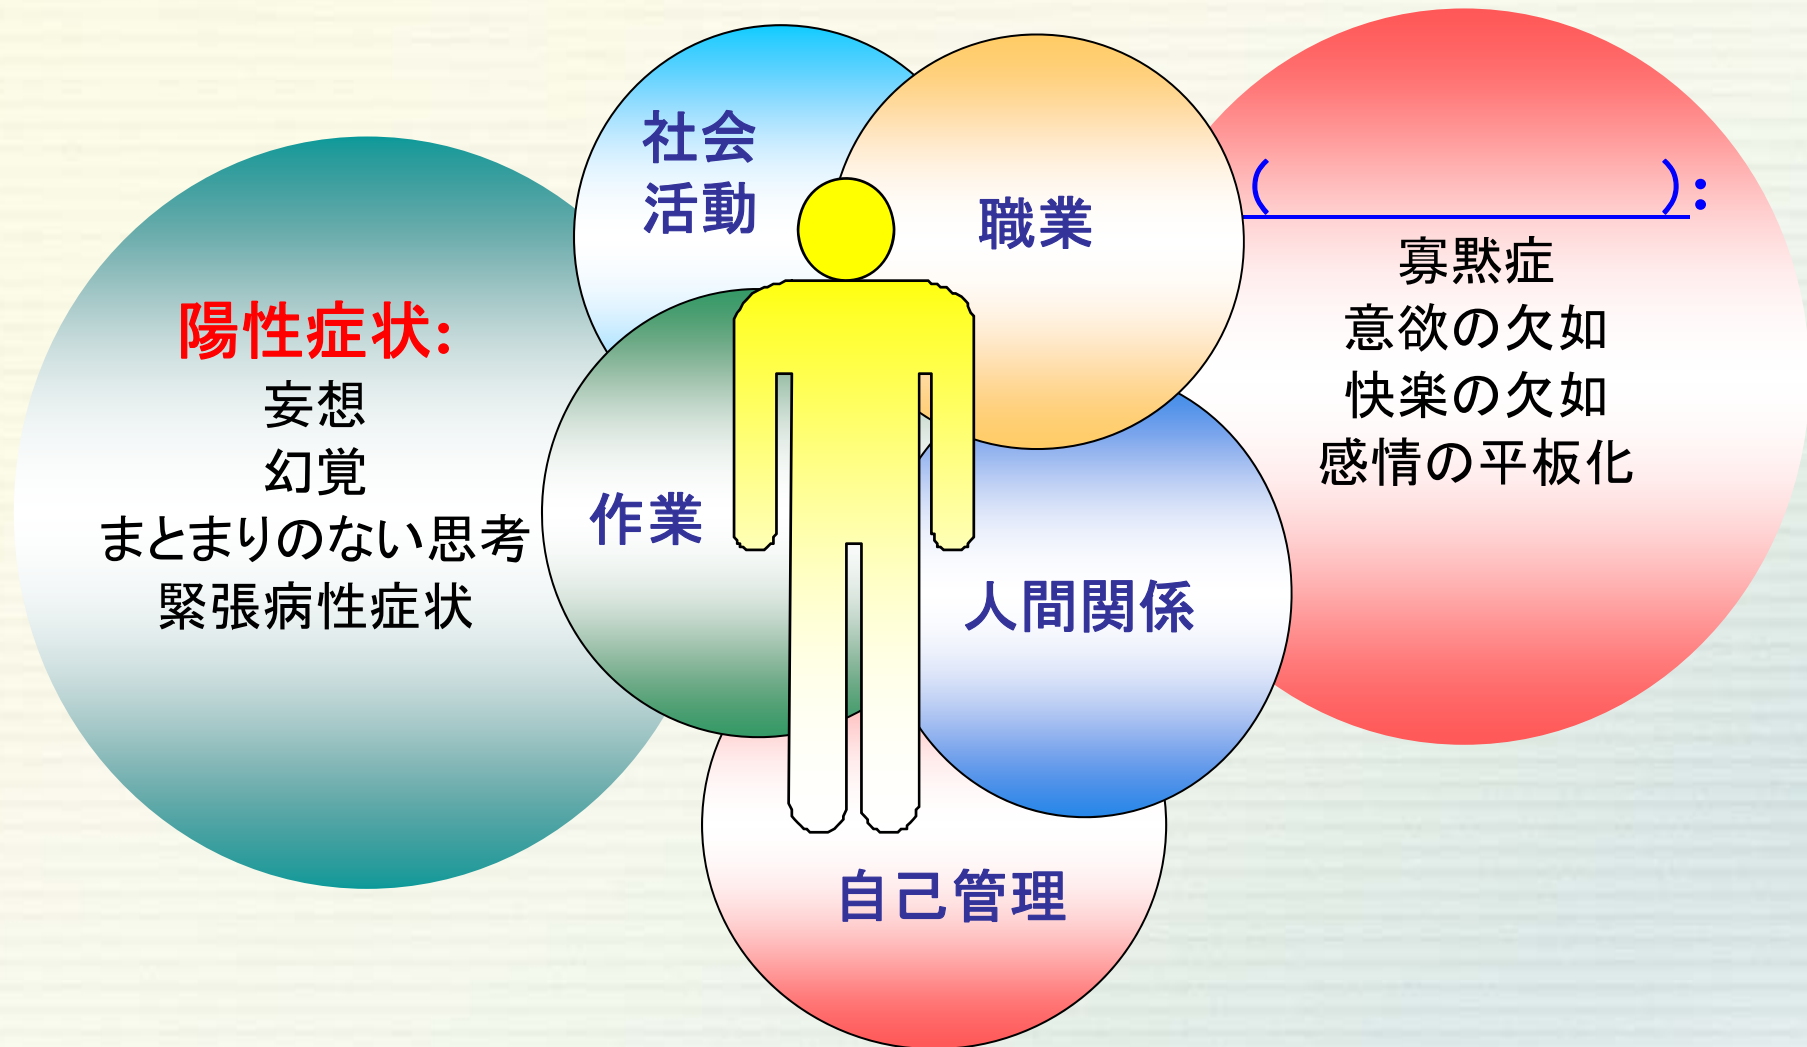 陽性症状:
妄想
幻覚
まとまりのない思考
緊張病性症状
社会
活動
職業
作業
人間関係
自己管理
(　　　　　　):
寡黙症
意欲の欠如
快楽の欠如
感情の平板化